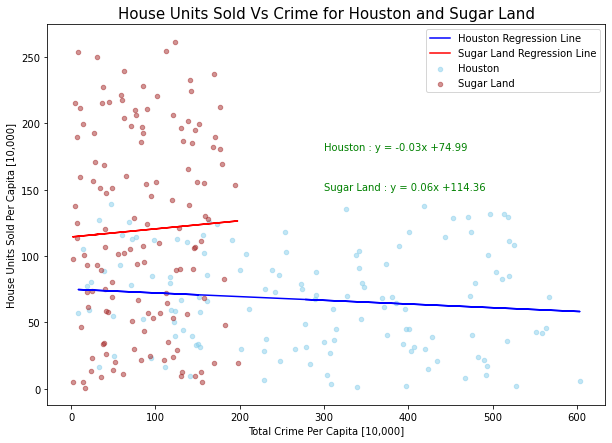 House Units Sold Vs Crime for Houston and Sugar Land
Houston Regression Line
Sugar Land Regression Line
Houston
Sugar Land
Houston : y = -0.03x +74.99
Sugar Land : y = 0.06x +114.36
House Units Sold Per Capita [10,000]
250
200
150
100
50
0
0 100 200 300 400 500 600
Total Crime Per Capita [10,000]